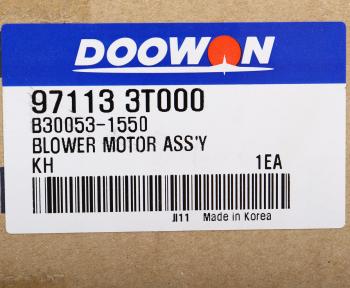 DOOWON
97113 3T000
B30053-1550
BLOWER MOTOR ASS'Y
KH 1EA
JI11 Made in Korea